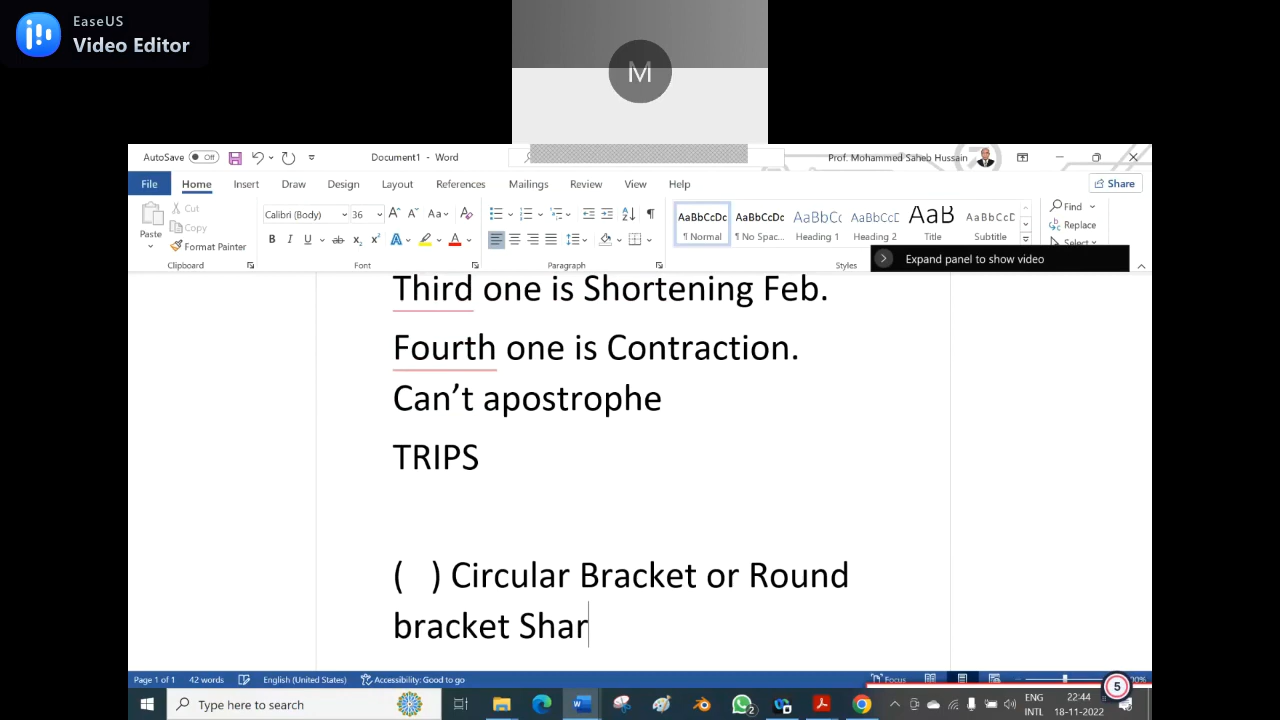 EaseUS
Video Editor
M
AutoSave Off
Document1 - Word
Prof. Mohammed Saheb Hussain
File Home Insert Draw Design Layout References Mailings Review View Help
Share
Paste
Cut
Copy
Format Painter
Calibri (Body) 36
AaBbCcDc AaBbCcDc AaBbC AaBbCcD AaB AaBbCcD
¶ Normal ¶ No Spac... Heading 1 Heading 2 Title Subtitle
Find
Replace
Select
Clipboard Font Paragraph Styles
Expand panel to show video
Third one is Shortening Feb.
Fourth one is Contraction.
Can’t apostrophe
TRIPS
( ) Circular Bracket or Round
bracket Shar
Page 1 of 1 42 words English (United States) Accessibility: Good to go
Focus
5
Type here to search
2
ENG
INTL
22:44
18-11-2022